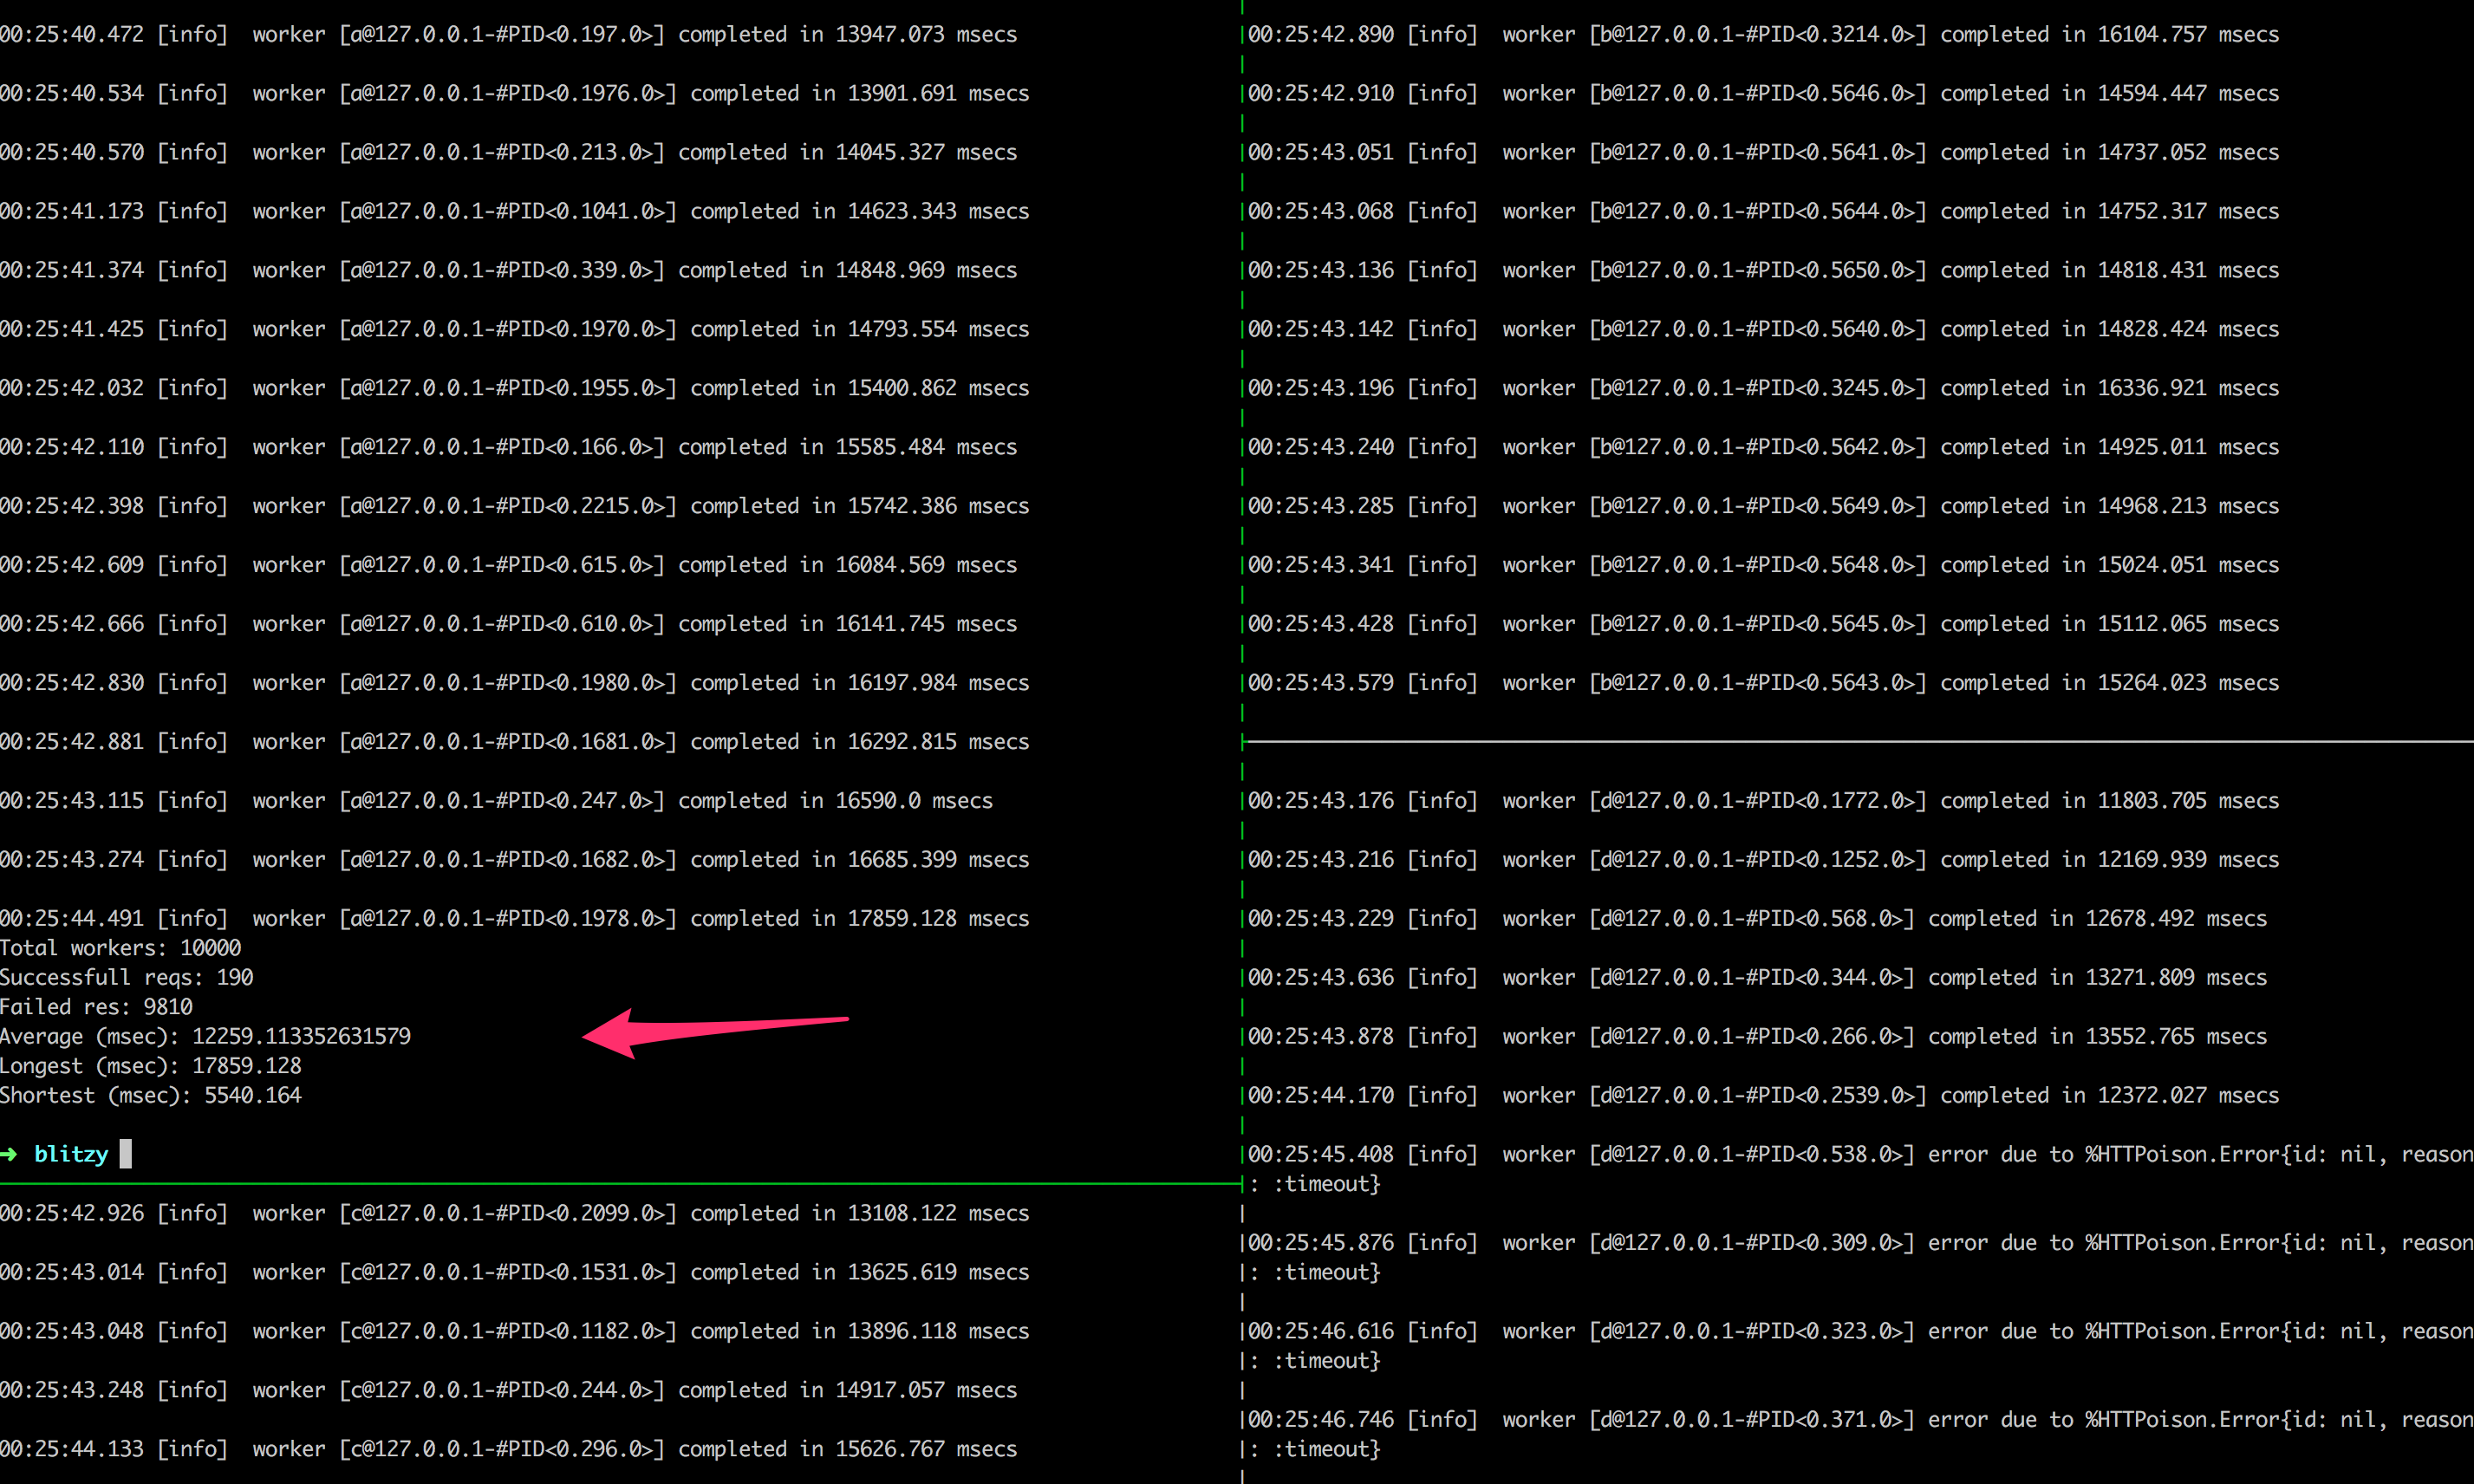 00:25:40.472 [info]  worker [a@127.0.0.1-#PID<0.197.0>] completed in 13947.073 msecs
00:25:40.534 [info]  worker [a@127.0.0.1-#PID<0.1976.0>] completed in 13901.691 msecs
00:25:40.570 [info]  worker [a@127.0.0.1-#PID<0.213.0>] completed in 14045.327 msecs
00:25:41.173 [info]  worker [a@127.0.0.1-#PID<0.1041.0>] completed in 14623.343 msecs
00:25:41.374 [info]  worker [a@127.0.0.1-#PID<0.339.0>] completed in 14848.969 msecs
00:25:41.425 [info]  worker [a@127.0.0.1-#PID<0.1970.0>] completed in 14793.554 msecs
00:25:42.032 [info]  worker [a@127.0.0.1-#PID<0.1955.0>] completed in 15400.862 msecs
00:25:42.110 [info]  worker [a@127.0.0.1-#PID<0.166.0>] completed in 15585.484 msecs
00:25:42.398 [info]  worker [a@127.0.0.1-#PID<0.2215.0>] completed in 15742.386 msecs
00:25:42.609 [info]  worker [a@127.0.0.1-#PID<0.615.0>] completed in 16084.569 msecs
00:25:42.666 [info]  worker [a@127.0.0.1-#PID<0.610.0>] completed in 16141.745 msecs
00:25:42.830 [info]  worker [a@127.0.0.1-#PID<0.1980.0>] completed in 16197.984 msecs
00:25:42.881 [info]  worker [a@127.0.0.1-#PID<0.1681.0>] completed in 16292.815 msecs
00:25:43.115 [info]  worker [a@127.0.0.1-#PID<0.247.0>] completed in 16590.0 msecs
00:25:43.274 [info]  worker [a@127.0.0.1-#PID<0.1682.0>] completed in 16685.399 msecs
00:25:44.491 [info]  worker [a@127.0.0.1-#PID<0.1978.0>] completed in 17859.128 msecs
Total workers: 10000
Successfull reqs: 190
Failed res: 9810
Average (msec): 12259.113352631579
Longest (msec): 17859.128
Shortest (msec): 5540.164
➜ blitzy
00:25:42.926 [info]  worker [c@127.0.0.1-#PID<0.2099.0>] completed in 13108.122 msecs
00:25:43.014 [info]  worker [c@127.0.0.1-#PID<0.1531.0>] completed in 13625.619 msecs
00:25:43.048 [info]  worker [c@127.0.0.1-#PID<0.1182.0>] completed in 13896.118 msecs
00:25:43.248 [info]  worker [c@127.0.0.1-#PID<0.244.0>] completed in 14917.057 msecs
00:25:44.133 [info]  worker [c@127.0.0.1-#PID<0.296.0>] completed in 15626.767 msecs
00:25:42.890 [info]  worker [b@127.0.0.1-#PID<0.3214.0>] completed in 16104.757 msecs
00:25:42.910 [info]  worker [b@127.0.0.1-#PID<0.5646.0>] completed in 14594.447 msecs
00:25:43.051 [info]  worker [b@127.0.0.1-#PID<0.5641.0>] completed in 14737.052 msecs
00:25:43.068 [info]  worker [b@127.0.0.1-#PID<0.5644.0>] completed in 14752.317 msecs
00:25:43.136 [info]  worker [b@127.0.0.1-#PID<0.5650.0>] completed in 14818.431 msecs
00:25:43.142 [info]  worker [b@127.0.0.1-#PID<0.5640.0>] completed in 14828.424 msecs
00:25:43.196 [info]  worker [b@127.0.0.1-#PID<0.3245.0>] completed in 16336.921 msecs
00:25:43.240 [info]  worker [b@127.0.0.1-#PID<0.5642.0>] completed in 14925.011 msecs
00:25:43.285 [info]  worker [b@127.0.0.1-#PID<0.5649.0>] completed in 14968.213 msecs
00:25:43.341 [info]  worker [b@127.0.0.1-#PID<0.5648.0>] completed in 15024.051 msecs
00:25:43.428 [info]  worker [b@127.0.0.1-#PID<0.5645.0>] completed in 15112.065 msecs
00:25:43.579 [info]  worker [b@127.0.0.1-#PID<0.5643.0>] completed in 15264.023 msecs
00:25:43.176 [info]  worker [d@127.0.0.1-#PID<0.1772.0>] completed in 11803.705 msecs
00:25:43.216 [info]  worker [d@127.0.0.1-#PID<0.1252.0>] completed in 12169.939 msecs
00:25:43.229 [info]  worker [d@127.0.0.1-#PID<0.568.0>] completed in 12678.492 msecs
00:25:43.636 [info]  worker [d@127.0.0.1-#PID<0.344.0>] completed in 13271.809 msecs
00:25:43.878 [info]  worker [d@127.0.0.1-#PID<0.266.0>] completed in 13552.765 msecs
00:25:44.170 [info]  worker [d@127.0.0.1-#PID<0.2539.0>] completed in 12372.027 msecs
00:25:45.408 [info]  worker [d@127.0.0.1-#PID<0.538.0>] error due to %HTTPoison.Error{id: nil, reason
: :timeout}
00:25:45.876 [info]  worker [d@127.0.0.1-#PID<0.309.0>] error due to %HTTPoison.Error{id: nil, reason
: :timeout}
00:25:46.616 [info]  worker [d@127.0.0.1-#PID<0.323.0>] error due to %HTTPoison.Error{id: nil, reason
: :timeout}
00:25:46.746 [info]  worker [d@127.0.0.1-#PID<0.371.0>] error due to %HTTPoison.Error{id: nil, reason
: :timeout}